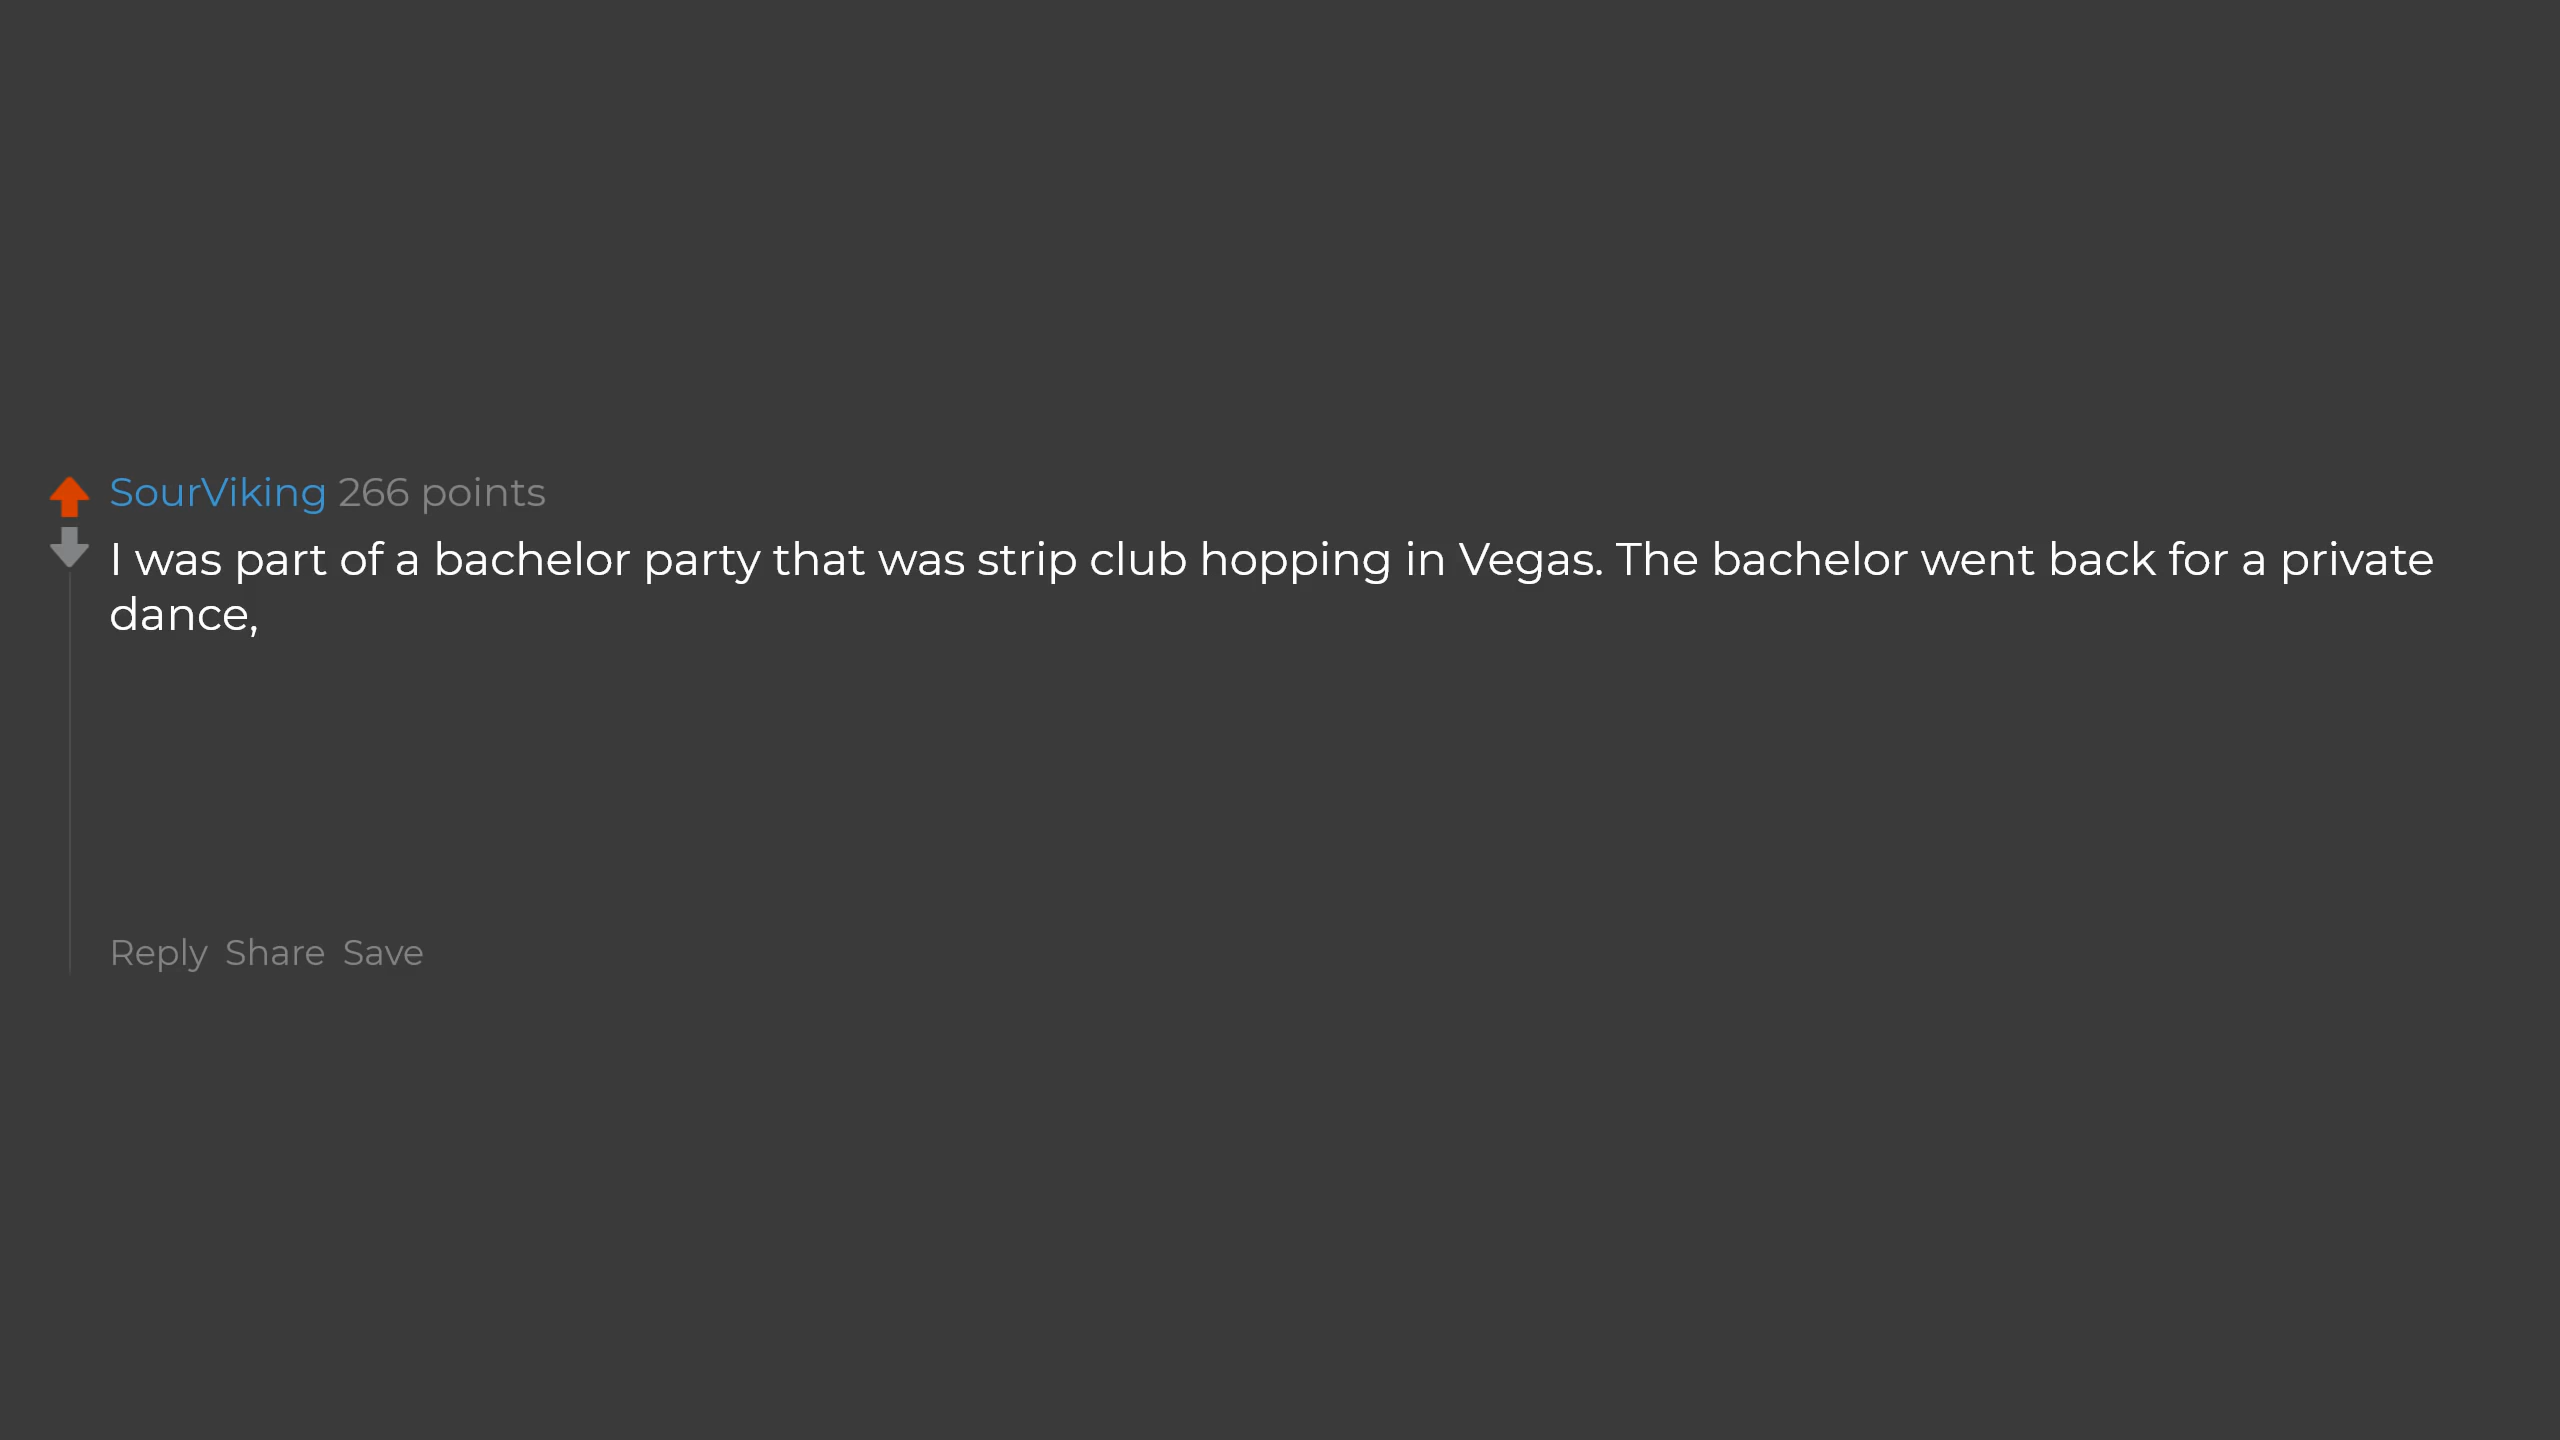 SourViking 266 points
I was part of a bachelor party that was strip club hopping in Vegas. The bachelor went back for a private
dance,
Reply Share Save